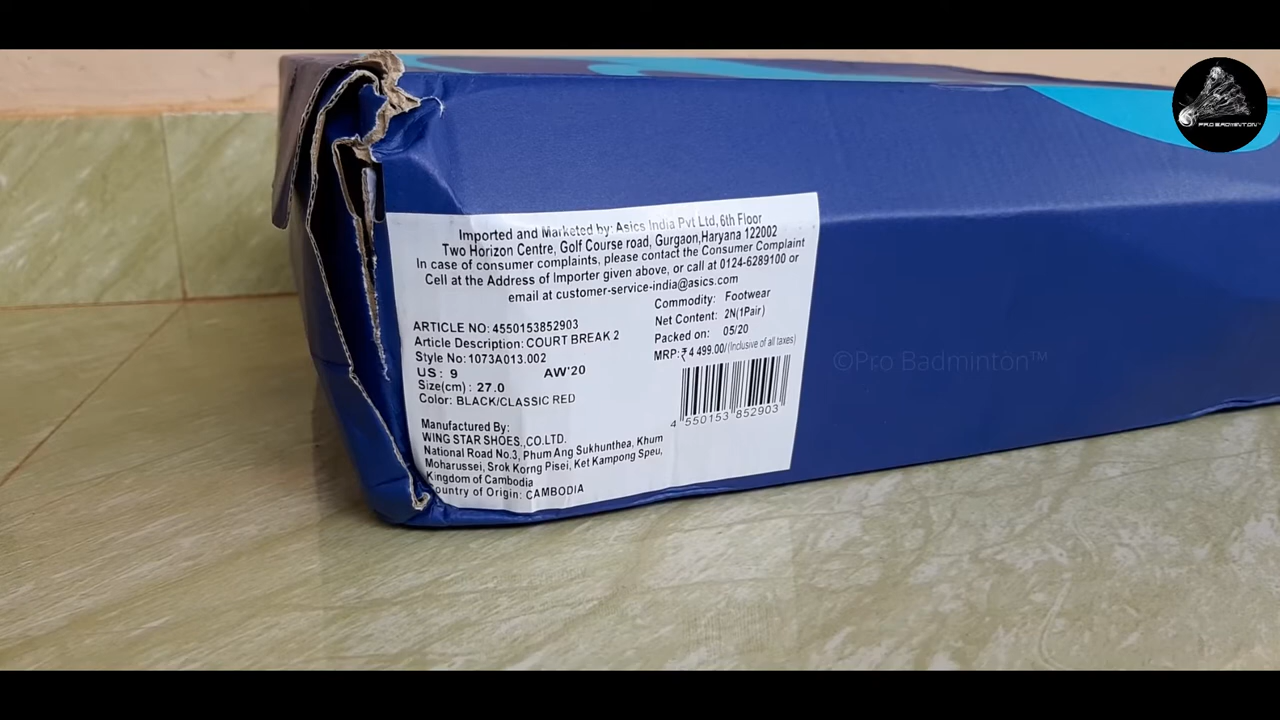 Imported and Marketed by: Asics India Pvt Ltd, 6th Floor
Two Horizon Centre, Golf Course road, Gurgaon,Haryana 122002
In case of consumer complaints, please contact the Consumer Complaint
Cell at the Address of Importer given above, or call at 0124-6289100 or
email at customer-service-india@asics.com
Commodity: Footwear
Net Content: 2N(1Pair)
Packed on: 05/20
MRP:₹4 499.00/(Inclusive of all taxes)
ARTICLE NO: 4550153852903
Article Description: COURT BREAK 2
Style No: 1073A013.002
US: 9 AW'20
Size(cm) : 27.0
Color: BLACK/CLASSIC RED
4 550153 852903
Manufactured By:
WING STAR SHOES.,CO.LTD.
National Road No.3, Phum Ang Sukhunthea, Khum
Moharussei, Srok Korng Pisei, Ket Kampong Speu,
Kingdom of Cambodia
Country of Origin: CAMBODIA
©Pro Badminton™
PRO BADMINTON™